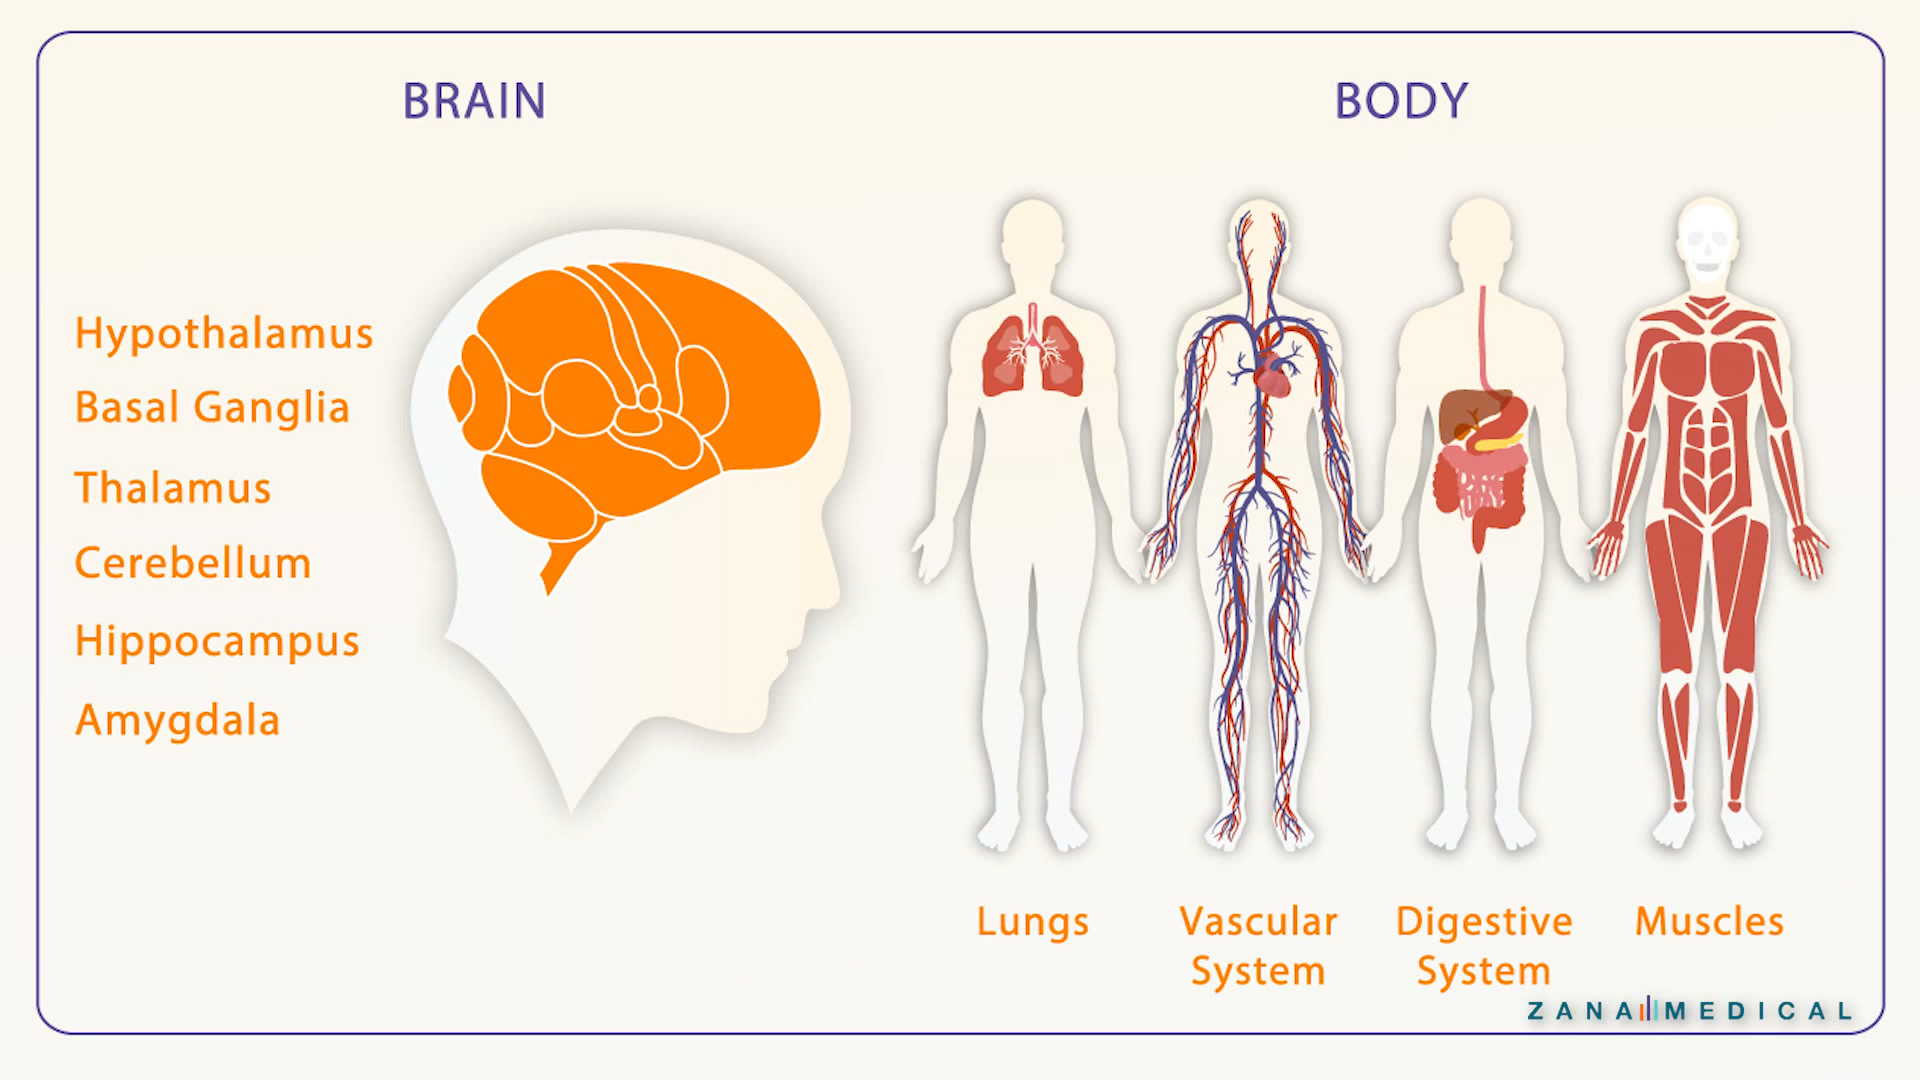 BRAIN
BODY
Hypothalamus
Basal Ganglia
Thalamus
Cerebellum
Hippocampus
Amygdala
Lungs
Vascular
System
Digestive
System
Muscles
ZANA MEDICAL